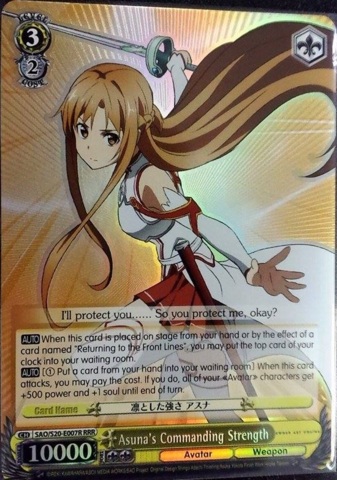 3
2
I'll protect you...... So you protect me, okay?
AUTO When this card is placed on stage from your hand or by the effect of a
card named "Returning to the Front Lines", you may put the top card of your
clock into your waiting room.
AUTO [① Put a card from your hand into your waiting room] When this card
attacks, you may pay the cost. If you do, all of your «Avatar» characters get
+500 power and +1 soul until end of turn.
Card Name
凛とした強さ アスナ
CH SAO/S20-E007R RRR
Asuna's Commanding Strength
10000
Avatar
Weapon